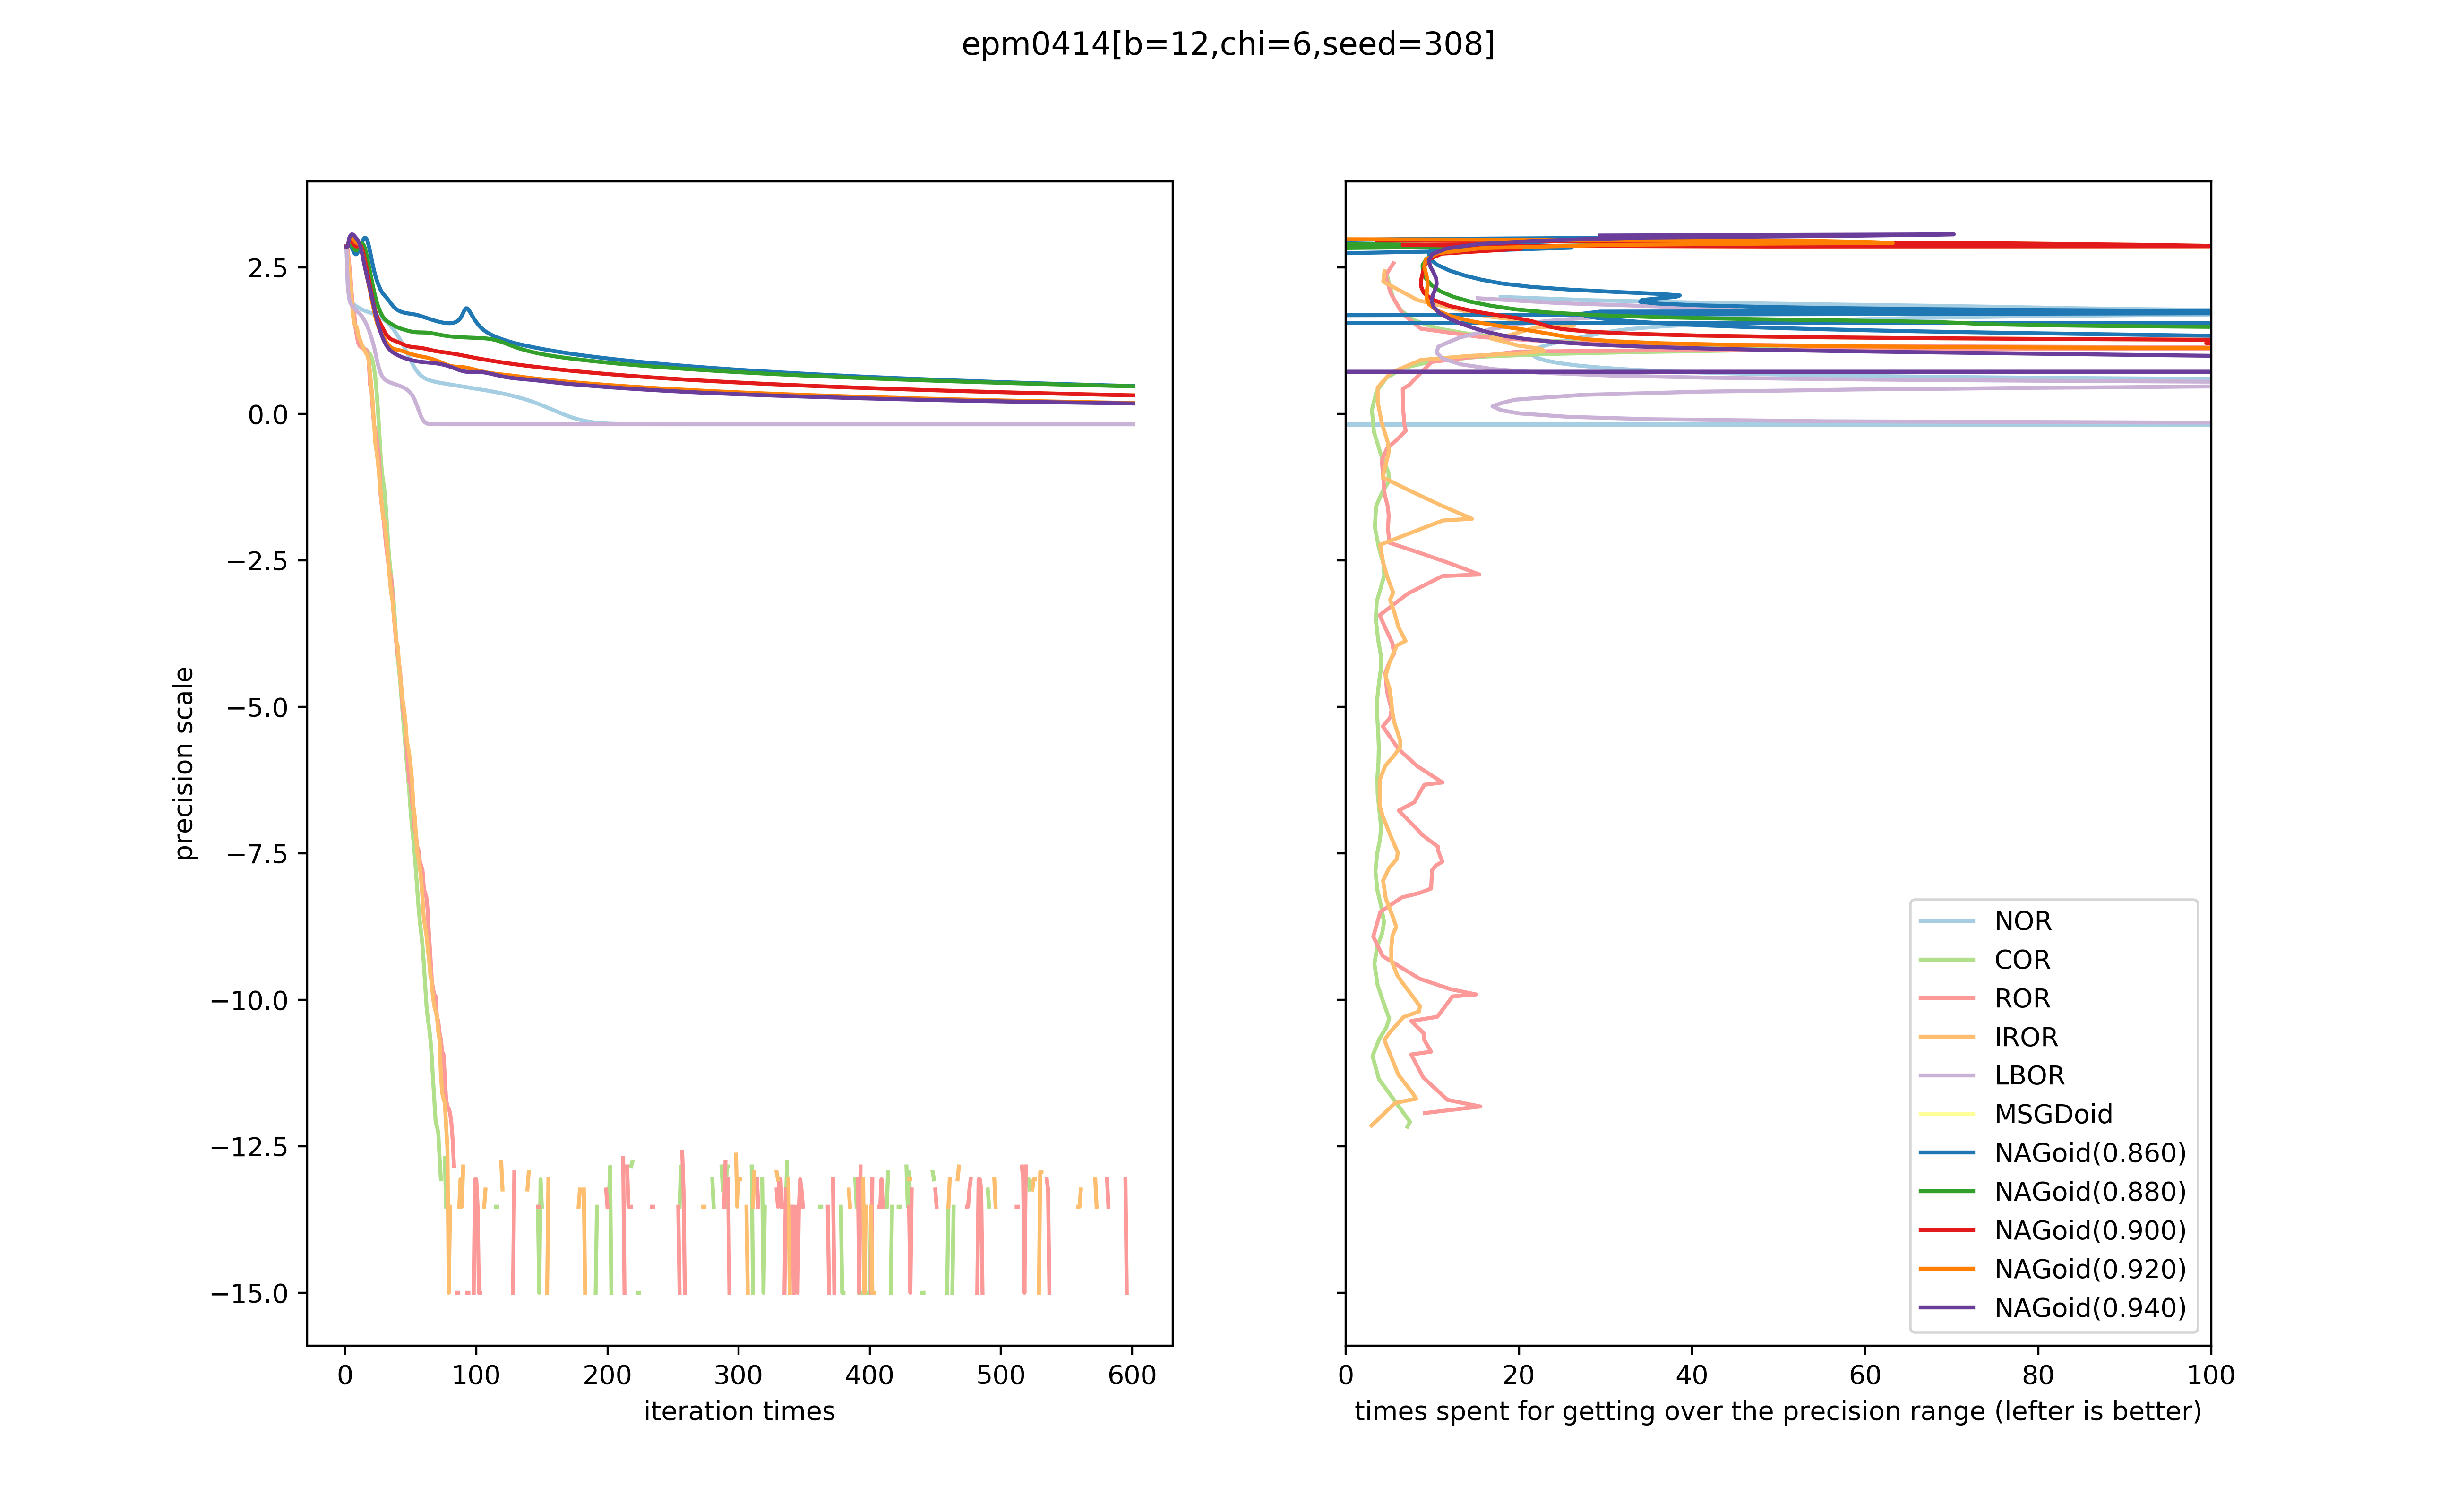 epm0414[b=12,chi=6,seed=308]
precision scale
2.5
0.0
−2.5
−5.0
−7.5
−10.0
−12.5
−15.0
0 100 200 300 400 500 600
iteration times
0 20 40 60 80 100
times spent for getting over the precision range (lefter is better)
NOR
COR
ROR
IROR
LBOR
MSGDoid
NAGoid(0.860)
NAGoid(0.880)
NAGoid(0.900)
NAGoid(0.920)
NAGoid(0.940)